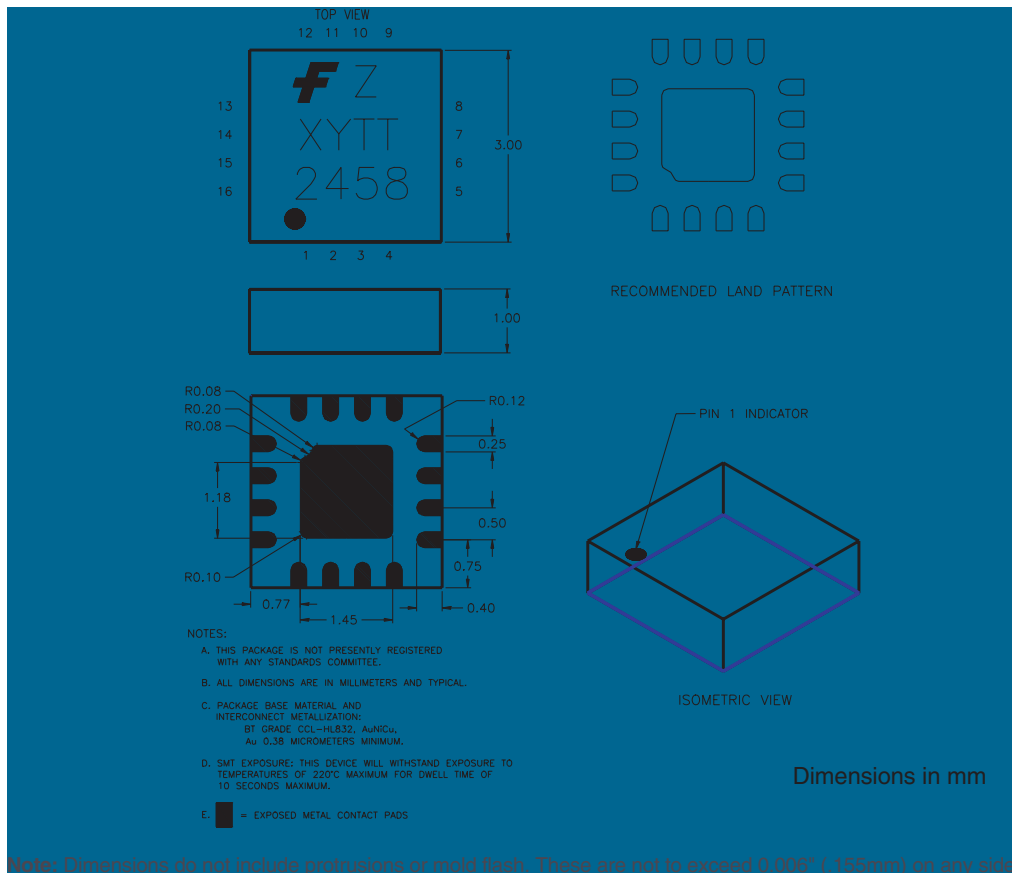 TOP VIEW
12 11 10 9
Z
XYTT
2458
13
14
15
16
8
7
6
5
3.00
1 2 3 4
RECOMMENDED LAND PATTERN
1.00
R0.08
R0.20
R0.08
R0.12
0.25
1.18
0.50
0.75
R0.10
0.77
1.45
0.40
PIN 1 INDICATOR
ISOMETRIC VIEW
NOTES:
A. THIS PACKAGE IS NOT PRESENTLY REGISTERED
WITH ANY STANDARDS COMMITTEE.
B. ALL DIMENSIONS ARE IN MILLIMETERS AND TYPICAL.
C. PACKAGE BASE MATERIAL AND
INTERCONNECT METALLIZATION:
BT GRADE CCL-HL832, AuNiCu,
Au 0.38 MICROMETERS MINIMUM.
D. SMT EXPOSURE: THIS DEVICE WILL WITHSTAND EXPOSURE TO
TEMPERATURES OF 220°C MAXIMUM FOR DWELL TIME OF
10 SECONDS MAXIMUM.
E. = EXPOSED METAL CONTACT PADS
Dimensions in mm
Note: Dimensions do not include protrusions or mold flash. These are not to exceed 0.006" (.155mm) on any side